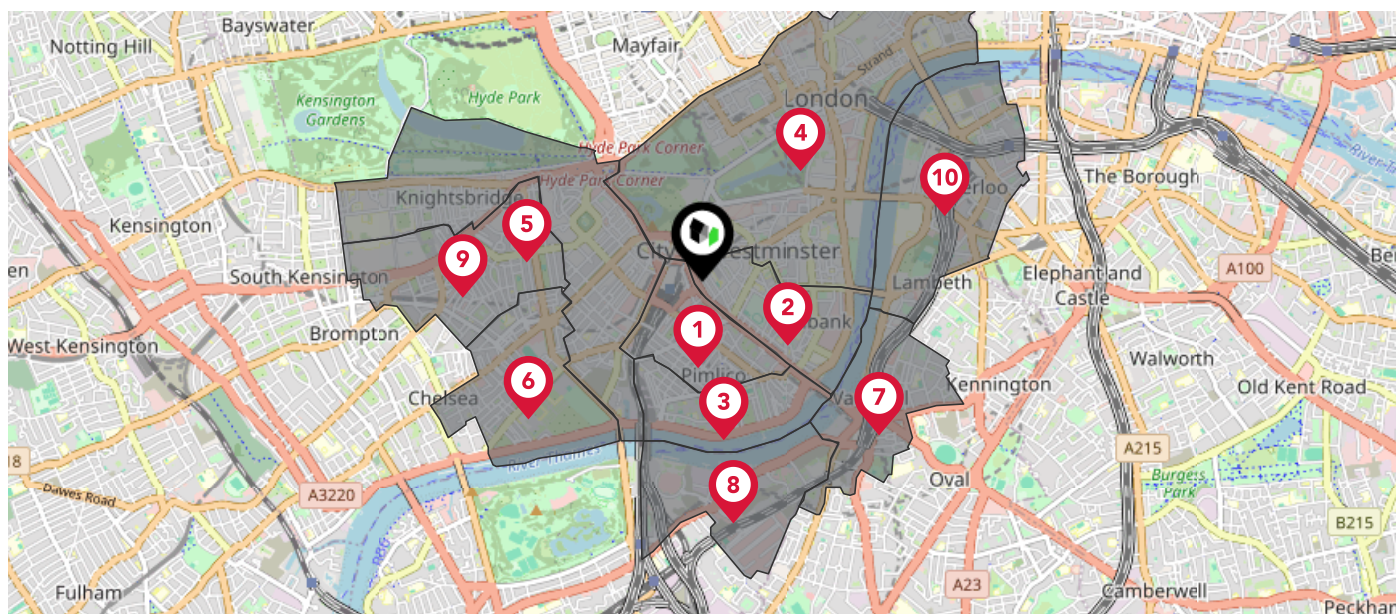 Bayswater
Notting Hill
Mayfair
Strand
Kensington
Gardens
Hyde Park
London
4
Hyde Park Corner
Hyde Park Corner
Knightsbridge
10
The Borough
Kensington
5
9
South Kensington
Elephant and
Castle
A100
Lambeth
2
1
Brompton
West Kensington
Walworth
Pimlico
6
3
7
Chelsea
Kennington
Old Kent Road
A215
Burgess
Park
River Thames
18
Dawes Road
A3220
8
Oval
B215
A23
Fulham
Camberwell